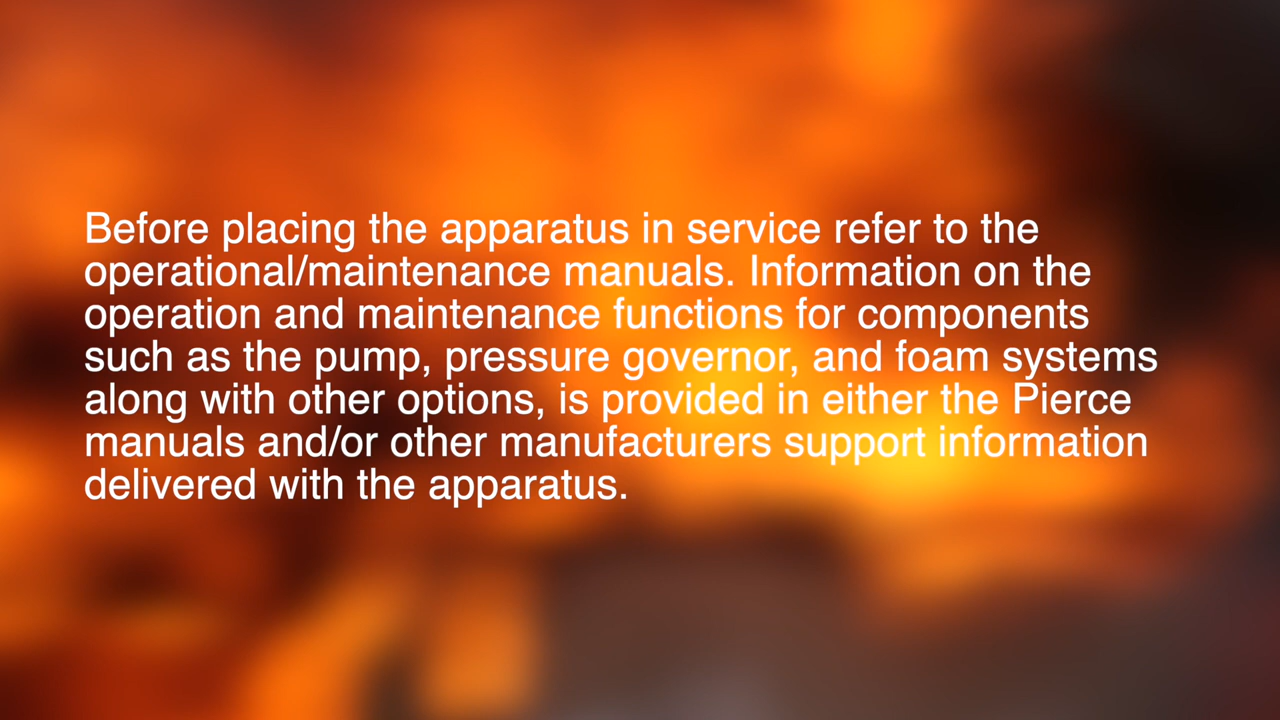 Before placing the apparatus in service refer to the
operational/maintenance manuals. Information on the
operation and maintenance functions for components
such as the pump, pressure governor, and foam systems
along with other options, is provided in either the Pierce
manuals and/or other manufacturers support information
delivered with the apparatus.